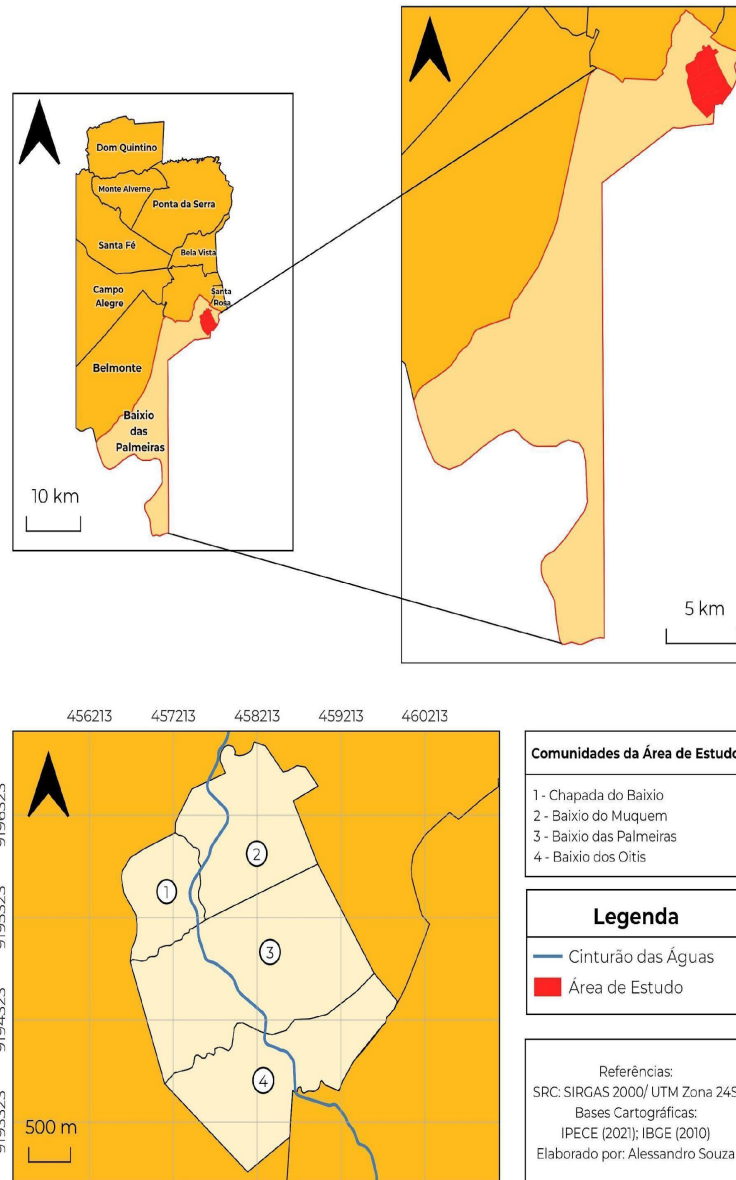 Dom Quintino
Monte Alverne
Ponta da Serra
Santa Fé
Bela Vista
Campo
Alegre
Santa
Rosa
Belmonte
Baixio
das
Palmeiras
10 km
5 km
456213 457213 458213 459213 460213
9196323
9195323
9194323
9193323
1
2
3
4
500 m
Comunidades da Área de Estudo
1 - Chapada do Baixio
2 - Baixio do Muquem
3 - Baixio das Palmeiras
4 - Baixio dos Oitis
Legenda
Cinturão das Águas
Área de Estudo
Referências:
SRC: SIRGAS 2000/ UTM Zona 24S
Bases Cartográficas:
IPECE (2021); IBGE (2010)
Elaborado por: Alessandro Souza